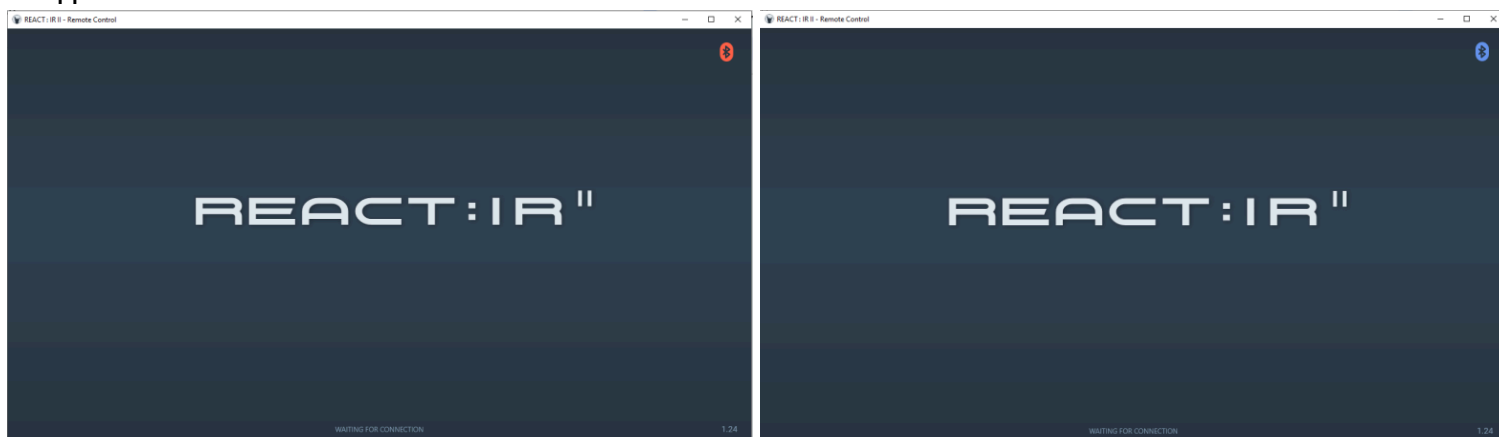 REACT : IR II - Remote Control
REACT:IR II
WAITING FOR CONNECTION
1.24
REACT : IR II - Remote Control
REACT:IR II
WAITING FOR CONNECTION
1.24